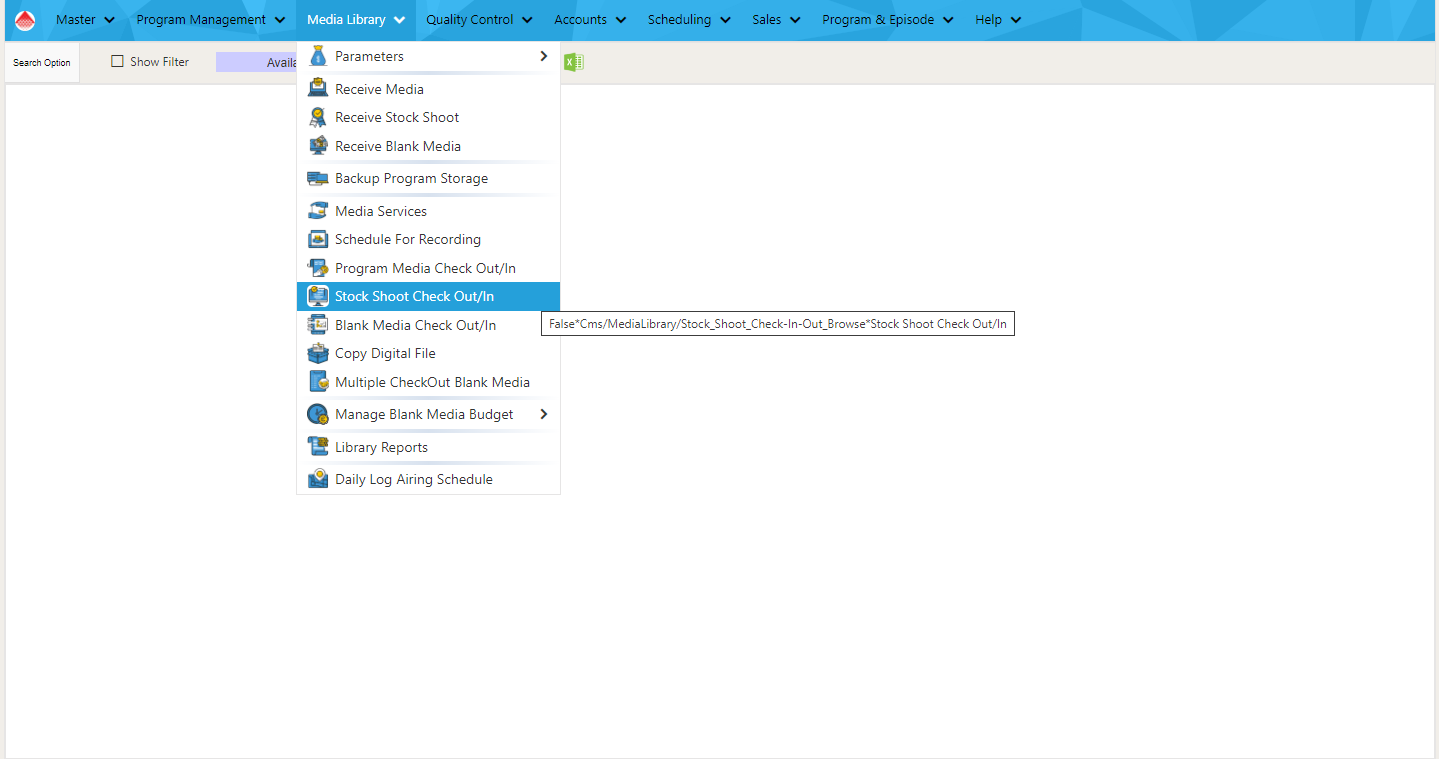 Master Program Management Media Library Quality Control Accounts Scheduling Sales Program & Episode Help
Search Option Show Filter
Parameters
Receive Media
Receive Stock Shoot
Receive Blank Media
Backup Program Storage
Media Services
Schedule For Recording
Program Media Check Out/In
Stock Shoot Check Out/In
False*Cms/MediaLibrary/Stock_Shoot_Check-In-Out_Browse*Stock Shoot Check Out/In
Blank Media Check Out/In
Copy Digital File
Multiple CheckOut Blank Media
Manage Blank Media Budget
Library Reports
Daily Log Airing Schedule